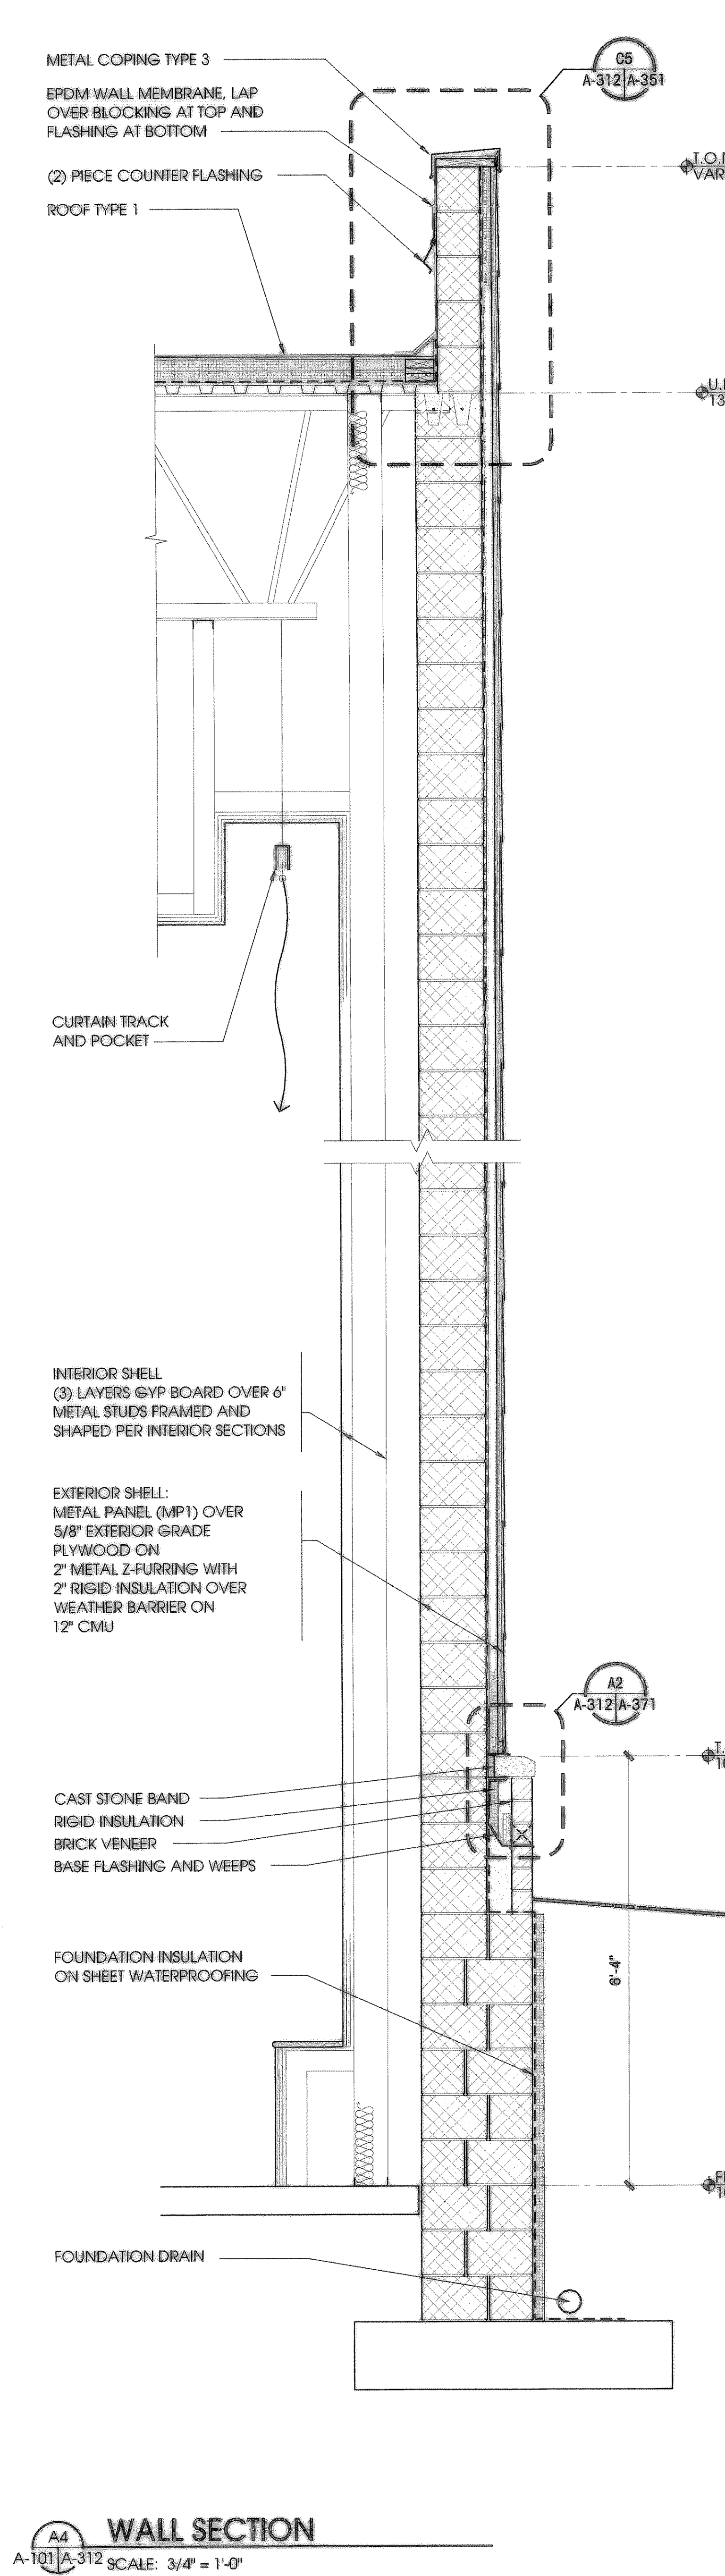 METAL COPING TYPE 3
EPDM WALL MEMBRANE, LAP
OVER BLOCKING AT TOP AND
FLASHING AT BOTTOM
(2) PIECE COUNTER FLASHING
ROOF TYPE 1
C5
A-312 A-351
CURTAIN TRACK
AND POCKET
INTERIOR SHELL
(3) LAYERS GYP BOARD OVER 6"
METAL STUDS FRAMED AND
SHAPED PER INTERIOR SECTIONS
EXTERIOR SHELL:
METAL PANEL (MP1) OVER
5/8" EXTERIOR GRADE
PLYWOOD ON
2" METAL Z-FURRING WITH
2" RIGID INSULATION OVER
WEATHER BARRIER ON
12" CMU
A2
A-312 A-371
CAST STONE BAND
RIGID INSULATION
BRICK VENEER
BASE FLASHING AND WEEPS
FOUNDATION INSULATION
ON SHEET WATERPROOFING
6'-4"
FOUNDATION DRAIN
A4
A-101 A-312
WALL SECTION
SCALE: 3/4" = 1'-0"